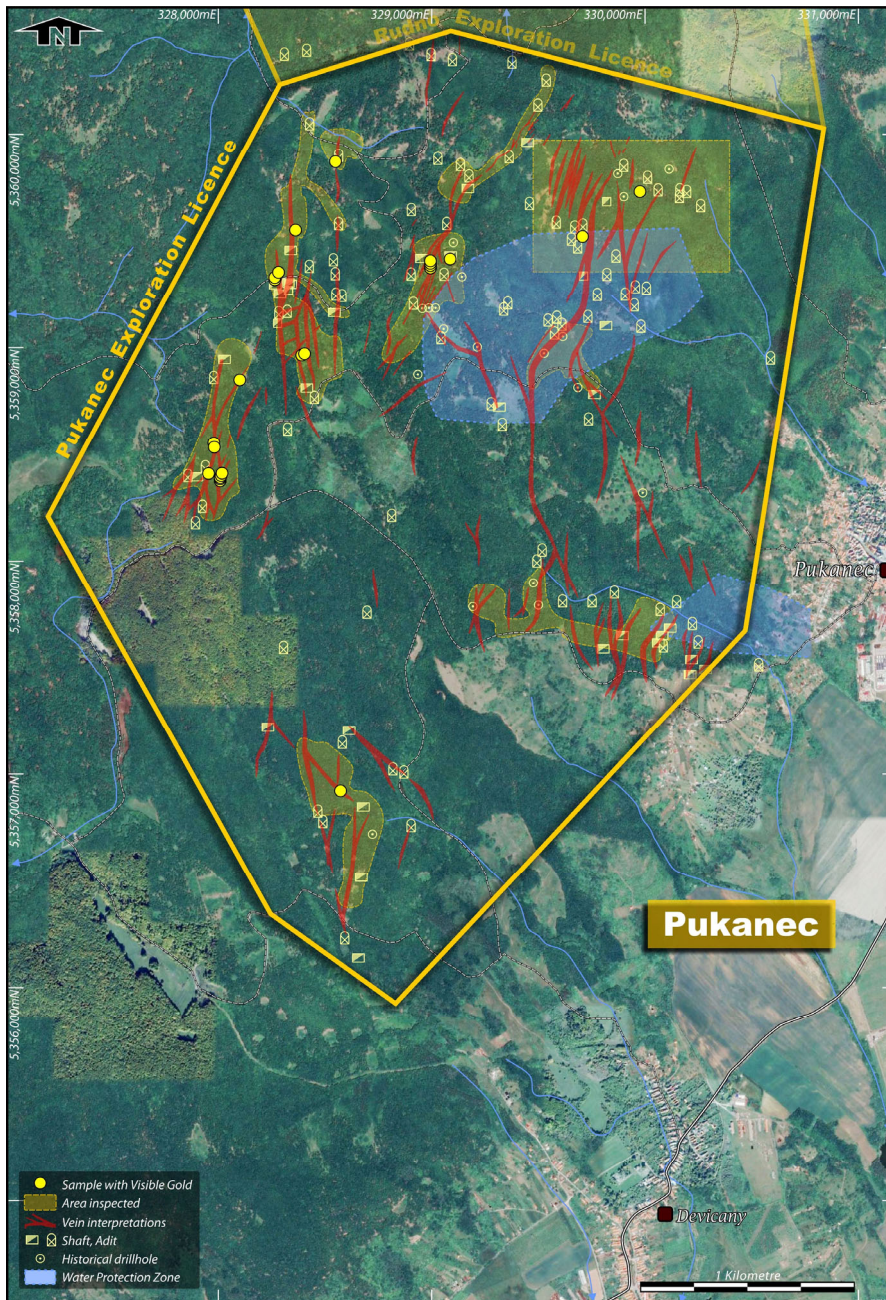 328,000mE
329,000mE
330,000mE
331,000mE
N
Rudno Exploration Licence
Pukanec Exploration Licence
5,360,000mN
5,359,000mN
5,358,000mN
5,357,000mN
5,356,000mN
Pukanec
Pukanec
Devicany
Sample with Visible Gold
Area inspected
Vein interpretations
Shaft, Adit
Historical drillhole
Water Protection Zone
1 Kilometre